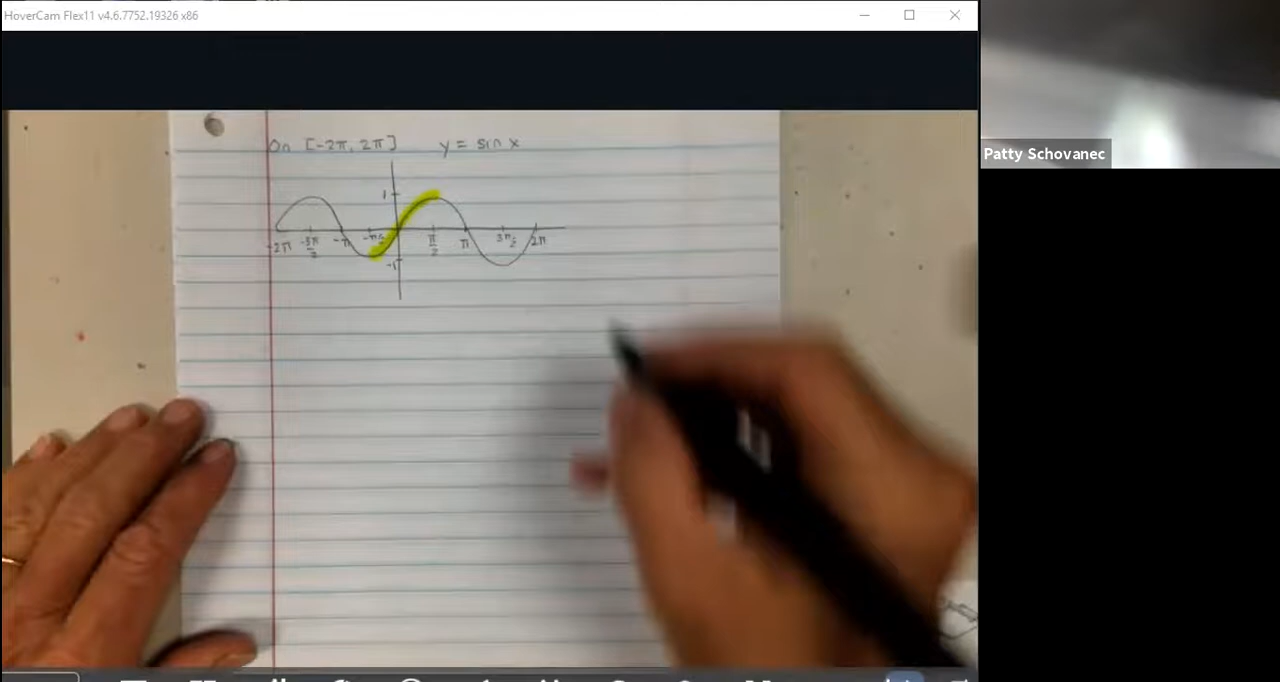 HoverCam Flex11 v4.6.7752.19326 x86
Patty Schovanec
On [-2π, 2π] y = sin x
1
-2π -3π/2 -π -π/2 π/2 π 3π/2 2π
-1